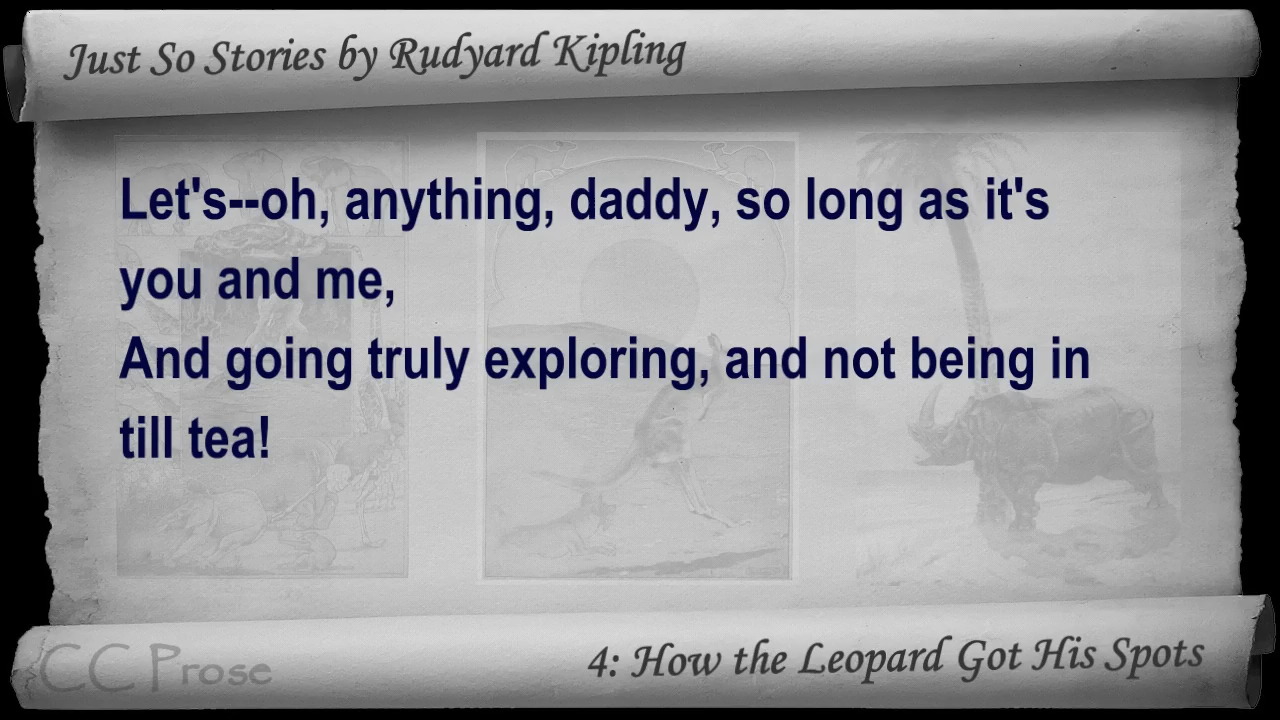 Just So Stories by Rudyard Kipling
Let's--oh, anything, daddy, so long as it's
you and me,
And going truly exploring, and not being in
till tea!
CC Prose
4: How the Leopard Got His Spots